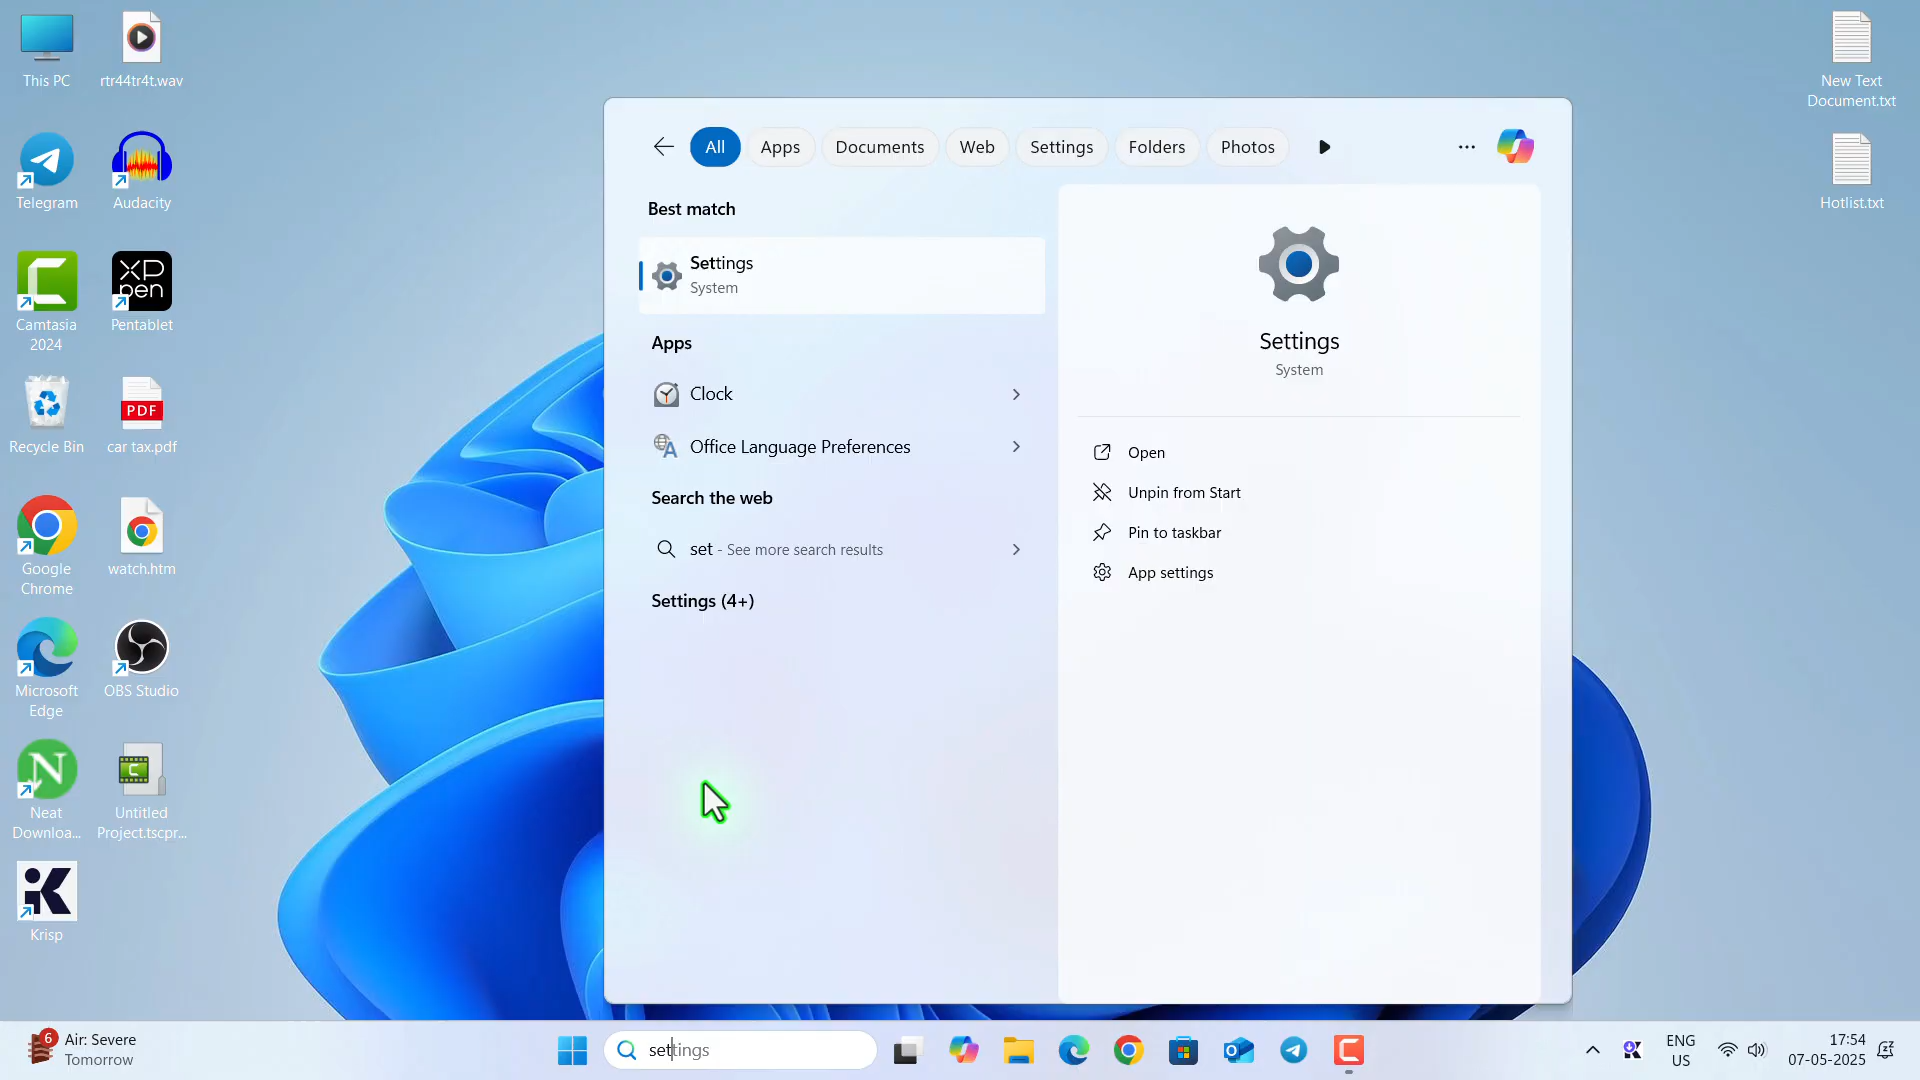 This PC
rtr44tr4t.wav
Telegram
Audacity
Camtasia
2024
XP
pen
Pentablet
Recycle Bin
PDF
car tax.pdf
Google
Chrome
watch.htm
Microsoft
Edge
OBS Studio
Neat
Downloa...
Untitled
Project.tscpr...
Krisp
New Text
Document.txt
Hotlist.txt
All
Apps
Documents
Web
Settings
Folders
Photos
Best match
Settings
System
Apps
Clock
Office Language Preferences
Search the web
set - See more search results
Settings (4+)
Settings
System
Open
Unpin from Start
Pin to taskbar
App settings
6
Air: Severe
Tomorrow
settings
ENG
US
17:54
07-05-2025